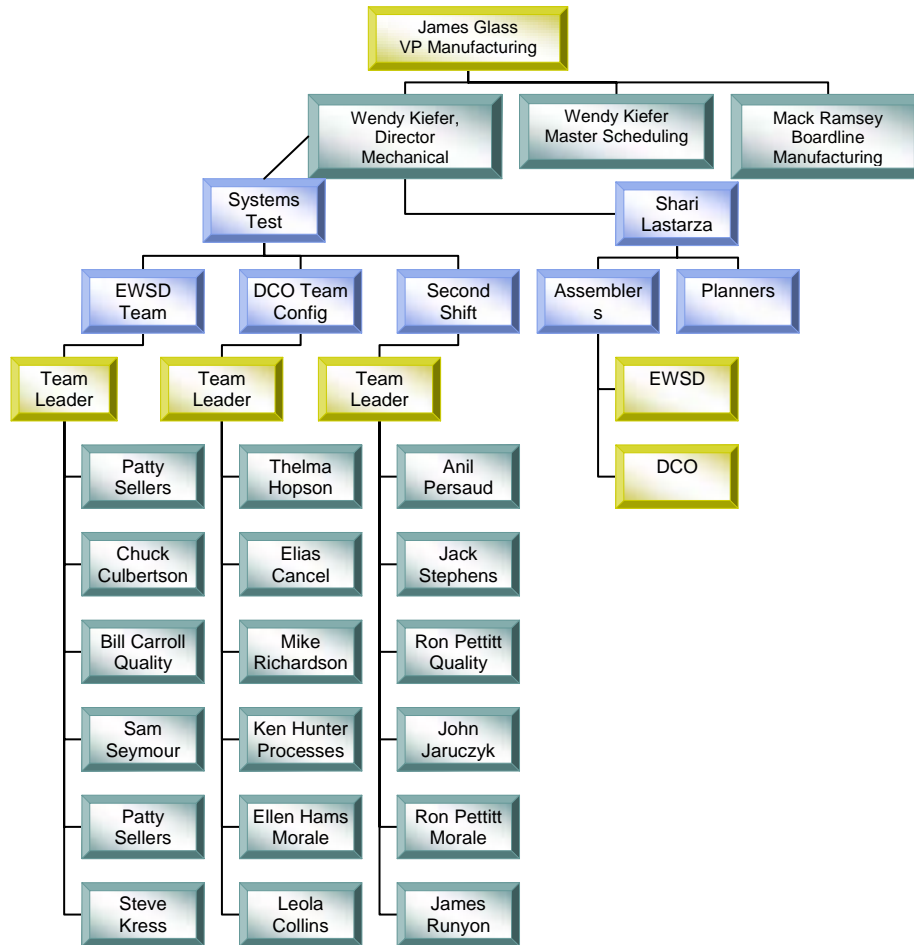 James Glass
VP Manufacturing
Wendy Kiefer,
Director
Mechanical
Wendy Kiefer
Master Scheduling
Mack Ramsey
Boardline
Manufacturing
Systems
Test
Shari
Lastarza
EWSD
Team
DCO Team
Config
Second
Shift
Assembler
s
Planners
Team
Leader
Team
Leader
Team
Leader
EWSD
DCO
Patty
Sellers
Thelma
Hopson
Anil
Persaud
Chuck
Culbertson
Elias
Cancel
Jack
Stephens
Bill Carroll
Quality
Mike
Richardson
Ron Pettitt
Quality
Sam
Seymour
Ken Hunter
Processes
John
Jaruczyk
Patty
Sellers
Ellen Hams
Morale
Ron Pettitt
Morale
Steve
Kress
Leola
Collins
James
Runyon